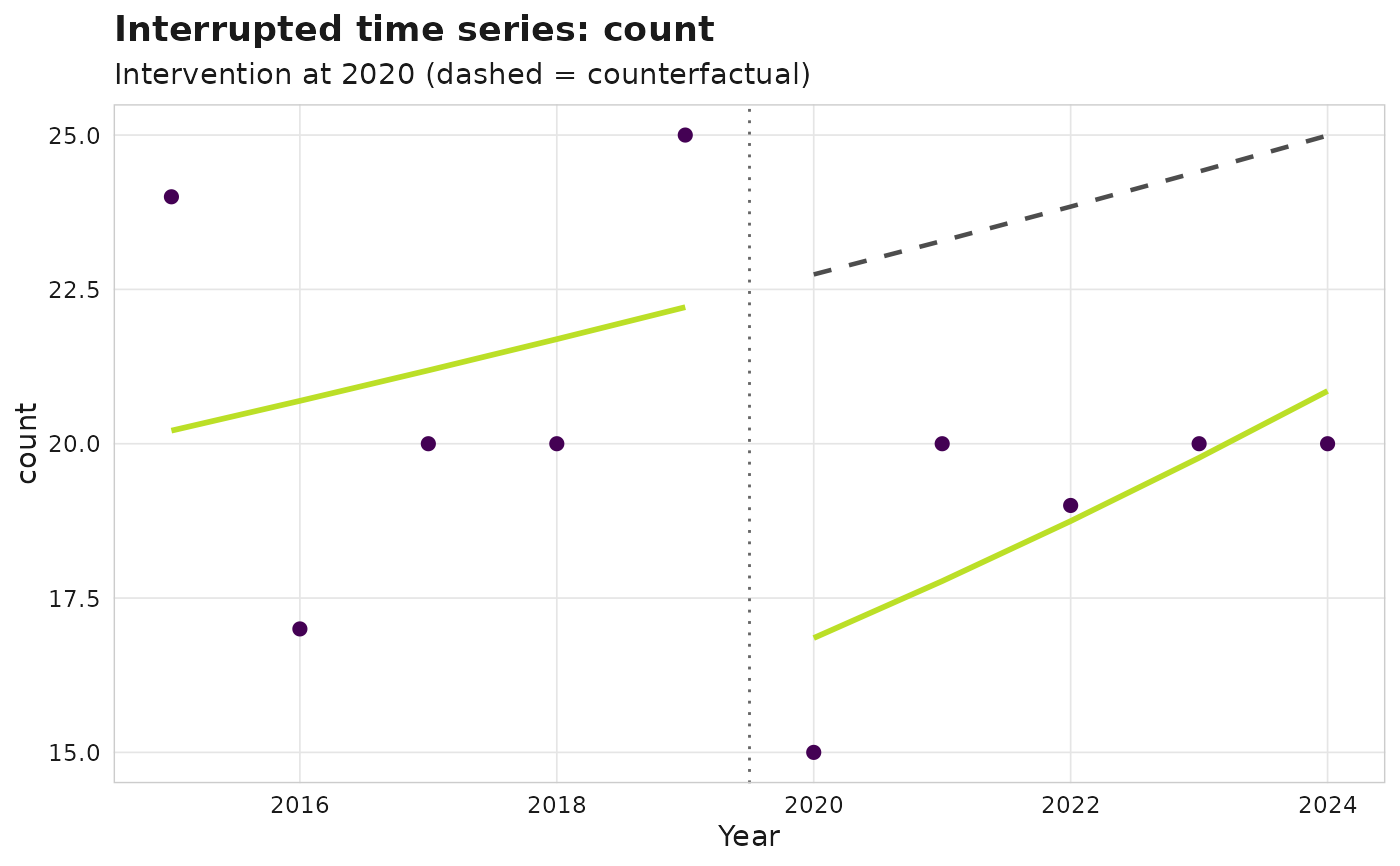 Interrupted time series: count
Intervention at 2020 (dashed = counterfactual)
25.0
22.5
20.0
17.5
15.0
count
2016 2018 2020 2022 2024
Year